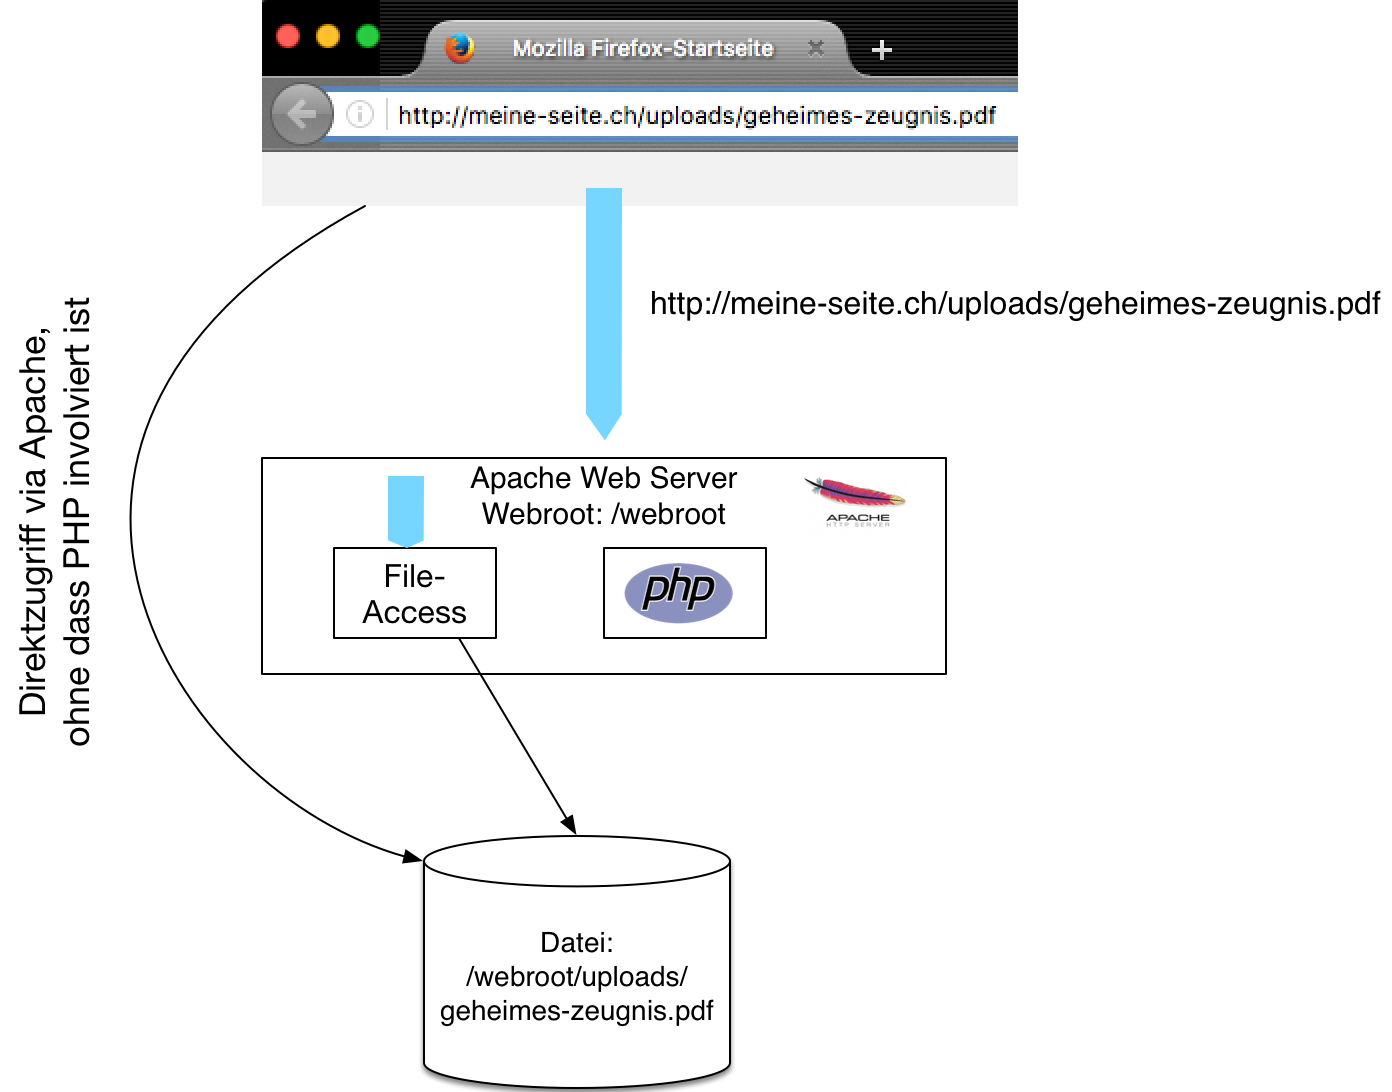 Mozilla Firefox-Startseite
http://meine-seite.ch/uploads/geheimes-zeugnis.pdf
http://meine-seite.ch/uploads/geheimes-zeugnis.pdf
Direktzugriff via Apache,
ohne dass PHP involviert ist
Apache Web Server
Webroot: /webroot
APACHE
HTTP SERVER
File-
Access
php
Datei:
/webroot/uploads/
geheimes-zeugnis.pdf